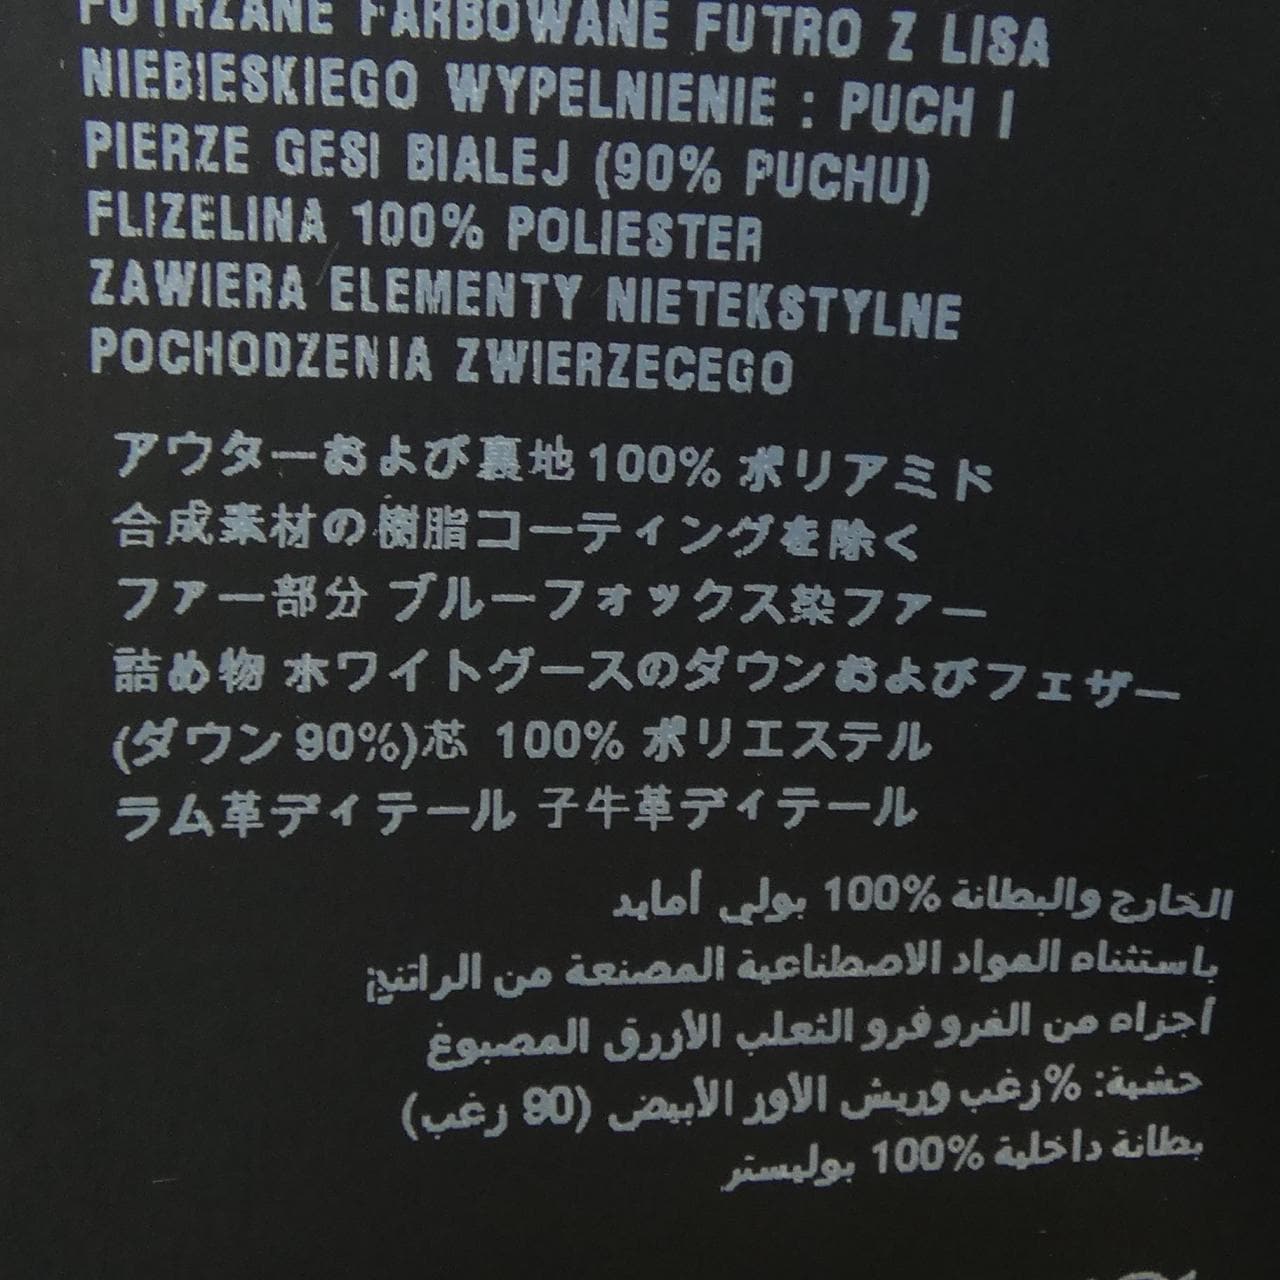 FUTRZANE FARBOWANE FUTRO Z LISA
NIEBIESKIEGO WYPELNIENIE : PUCH I
PIERZE GESI BIALEJ (90% PUCHU)
FLIZELINA 100% POLIESTER
ZAWIERA ELEMENTY NIETEKSTYLNE
POCHODZENIA ZWIERZECEGO
アウターおよび裏地100% ポリアミド
合成素材の樹脂コーティングを除く
ファー部分 ブルーフォックス染ファー
詰め物 ホワイトグースのダウンおよびフェザー
(ダウン 90%)芯 100% ポリエステル
ラム革ディテール 子牛革ディテール
الخارج والبطانة %100 بولي أمايد
باستثناء المواد الاصطناعية المصنعة من الراتنج
أجزاء من الفرو فرو الثعلب الأزرق المصبوغ
حشية: %زغب وريش الأوز الأبيض (90 زغب)
بطانة داخلية %100 بوليستر